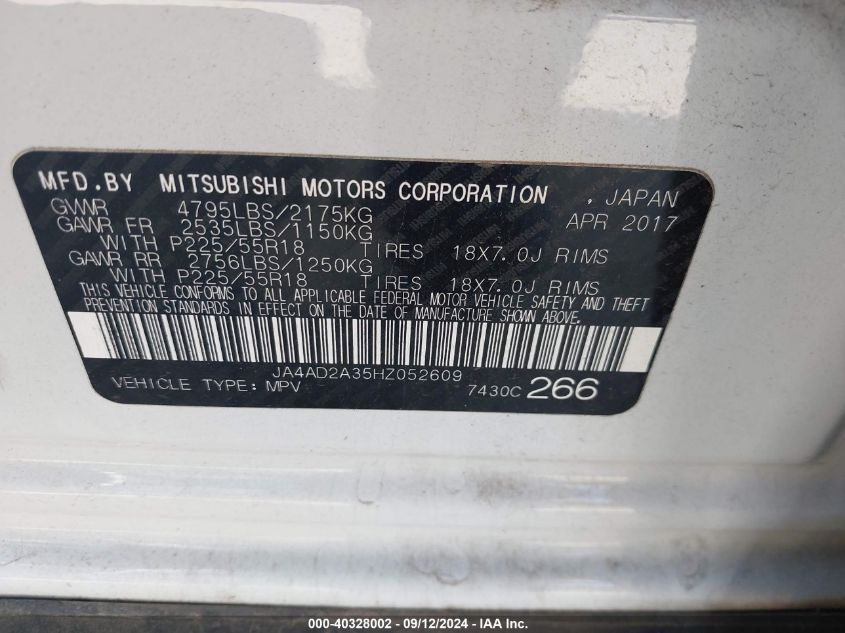 MFD.BY MITSUBISHI MOTORS CORPORATION , JAPAN
GVWR 4795LBS/2175KG APR 2017
GAWR FR 2535LBS/1150KG
WITH P225/55R18 TIRES 18X7.0J RIMS
GAWR RR 2756LBS/1250KG
WITH P225/55R18 TIRES 18X7.0J RIMS
THIS VEHICLE CONFORMS TO ALL APPLICABLE FEDERAL MOTOR VEHICLE SAFETY AND THEFT
PREVENTION STANDARDS IN EFFECT ON THE DATE OF MANUFACTURE SHOWN ABOVE.
JA4AD2A35HZ052609
VEHICLE TYPE: MPV 7430C 266
000-40328002 - 09/12/2024 - IAA Inc.